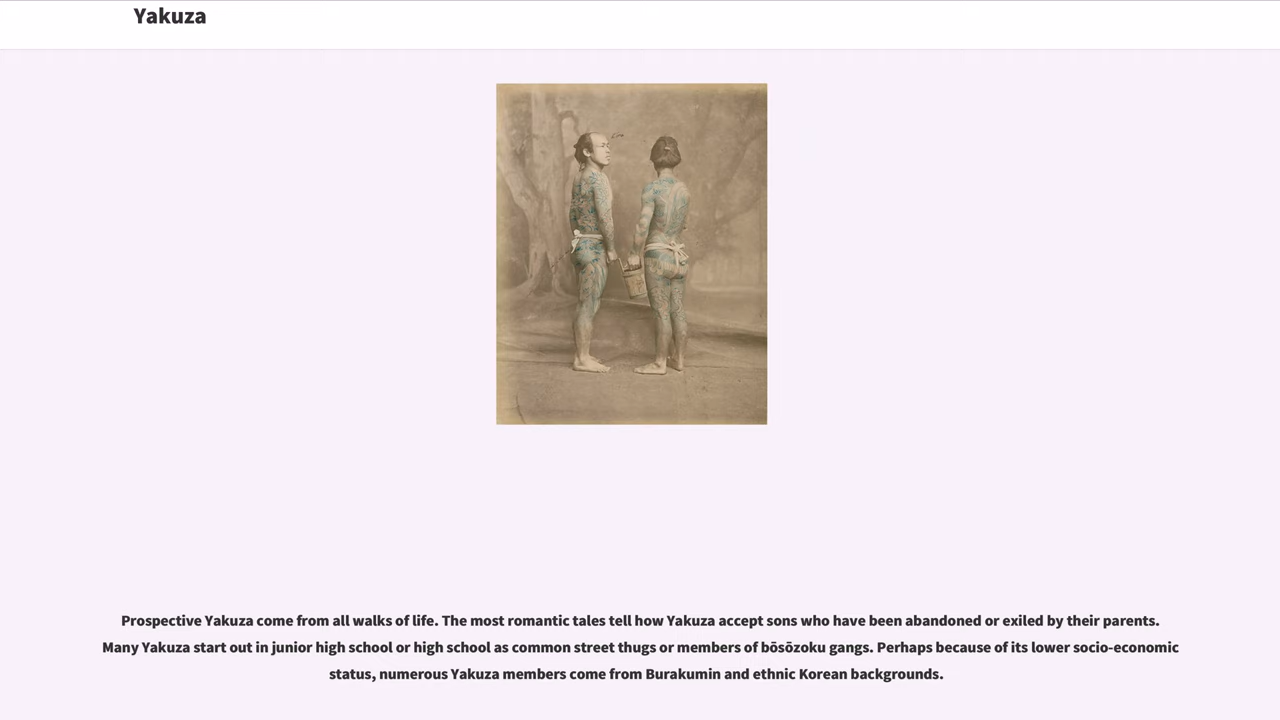 Yakuza
Prospective Yakuza come from all walks of life. The most romantic tales tell how Yakuza accept sons who have been abandoned or exiled by their parents.
Many Yakuza start out in junior high school or high school as common street thugs or members of bōsōzoku gangs. Perhaps because of its lower socio-economic
status, numerous Yakuza members come from Burakumin and ethnic Korean backgrounds.